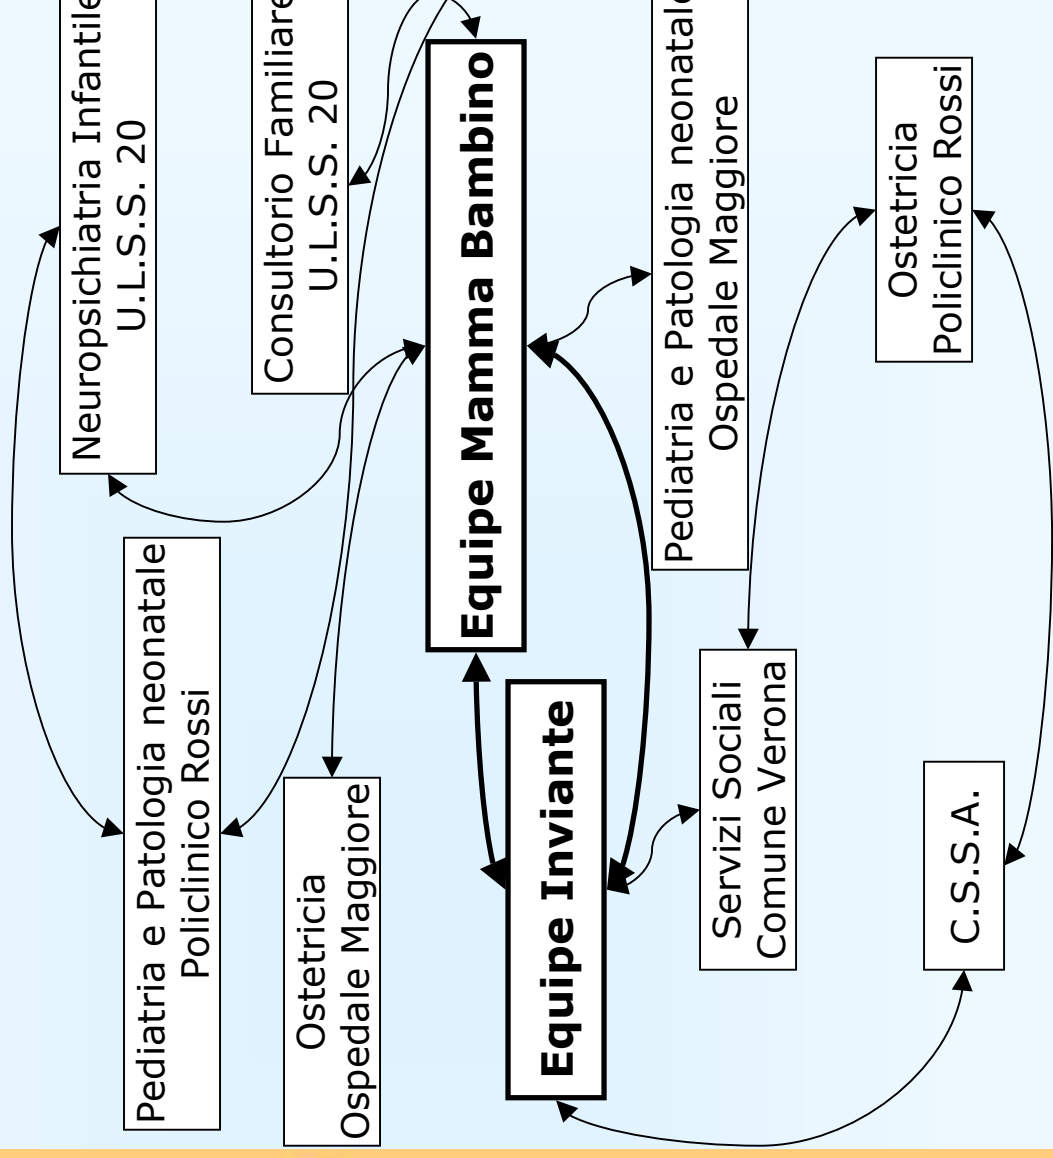 Neuropsichiatria Infantile
U.L.S.S. 20
Consultorio Familiare
U.L.S.S. 20
Equipe Mamma Bambino
Pediatria e Patologia neonatale
Ospedale Maggiore
Ostetricia
Policlinico Rossi
Pediatria e Patologia neonatale
Policlinico Rossi
Ostetricia
Ospedale Maggiore
Equipe Inviante
Servizi Sociali
Comune Verona
C.S.S.A.